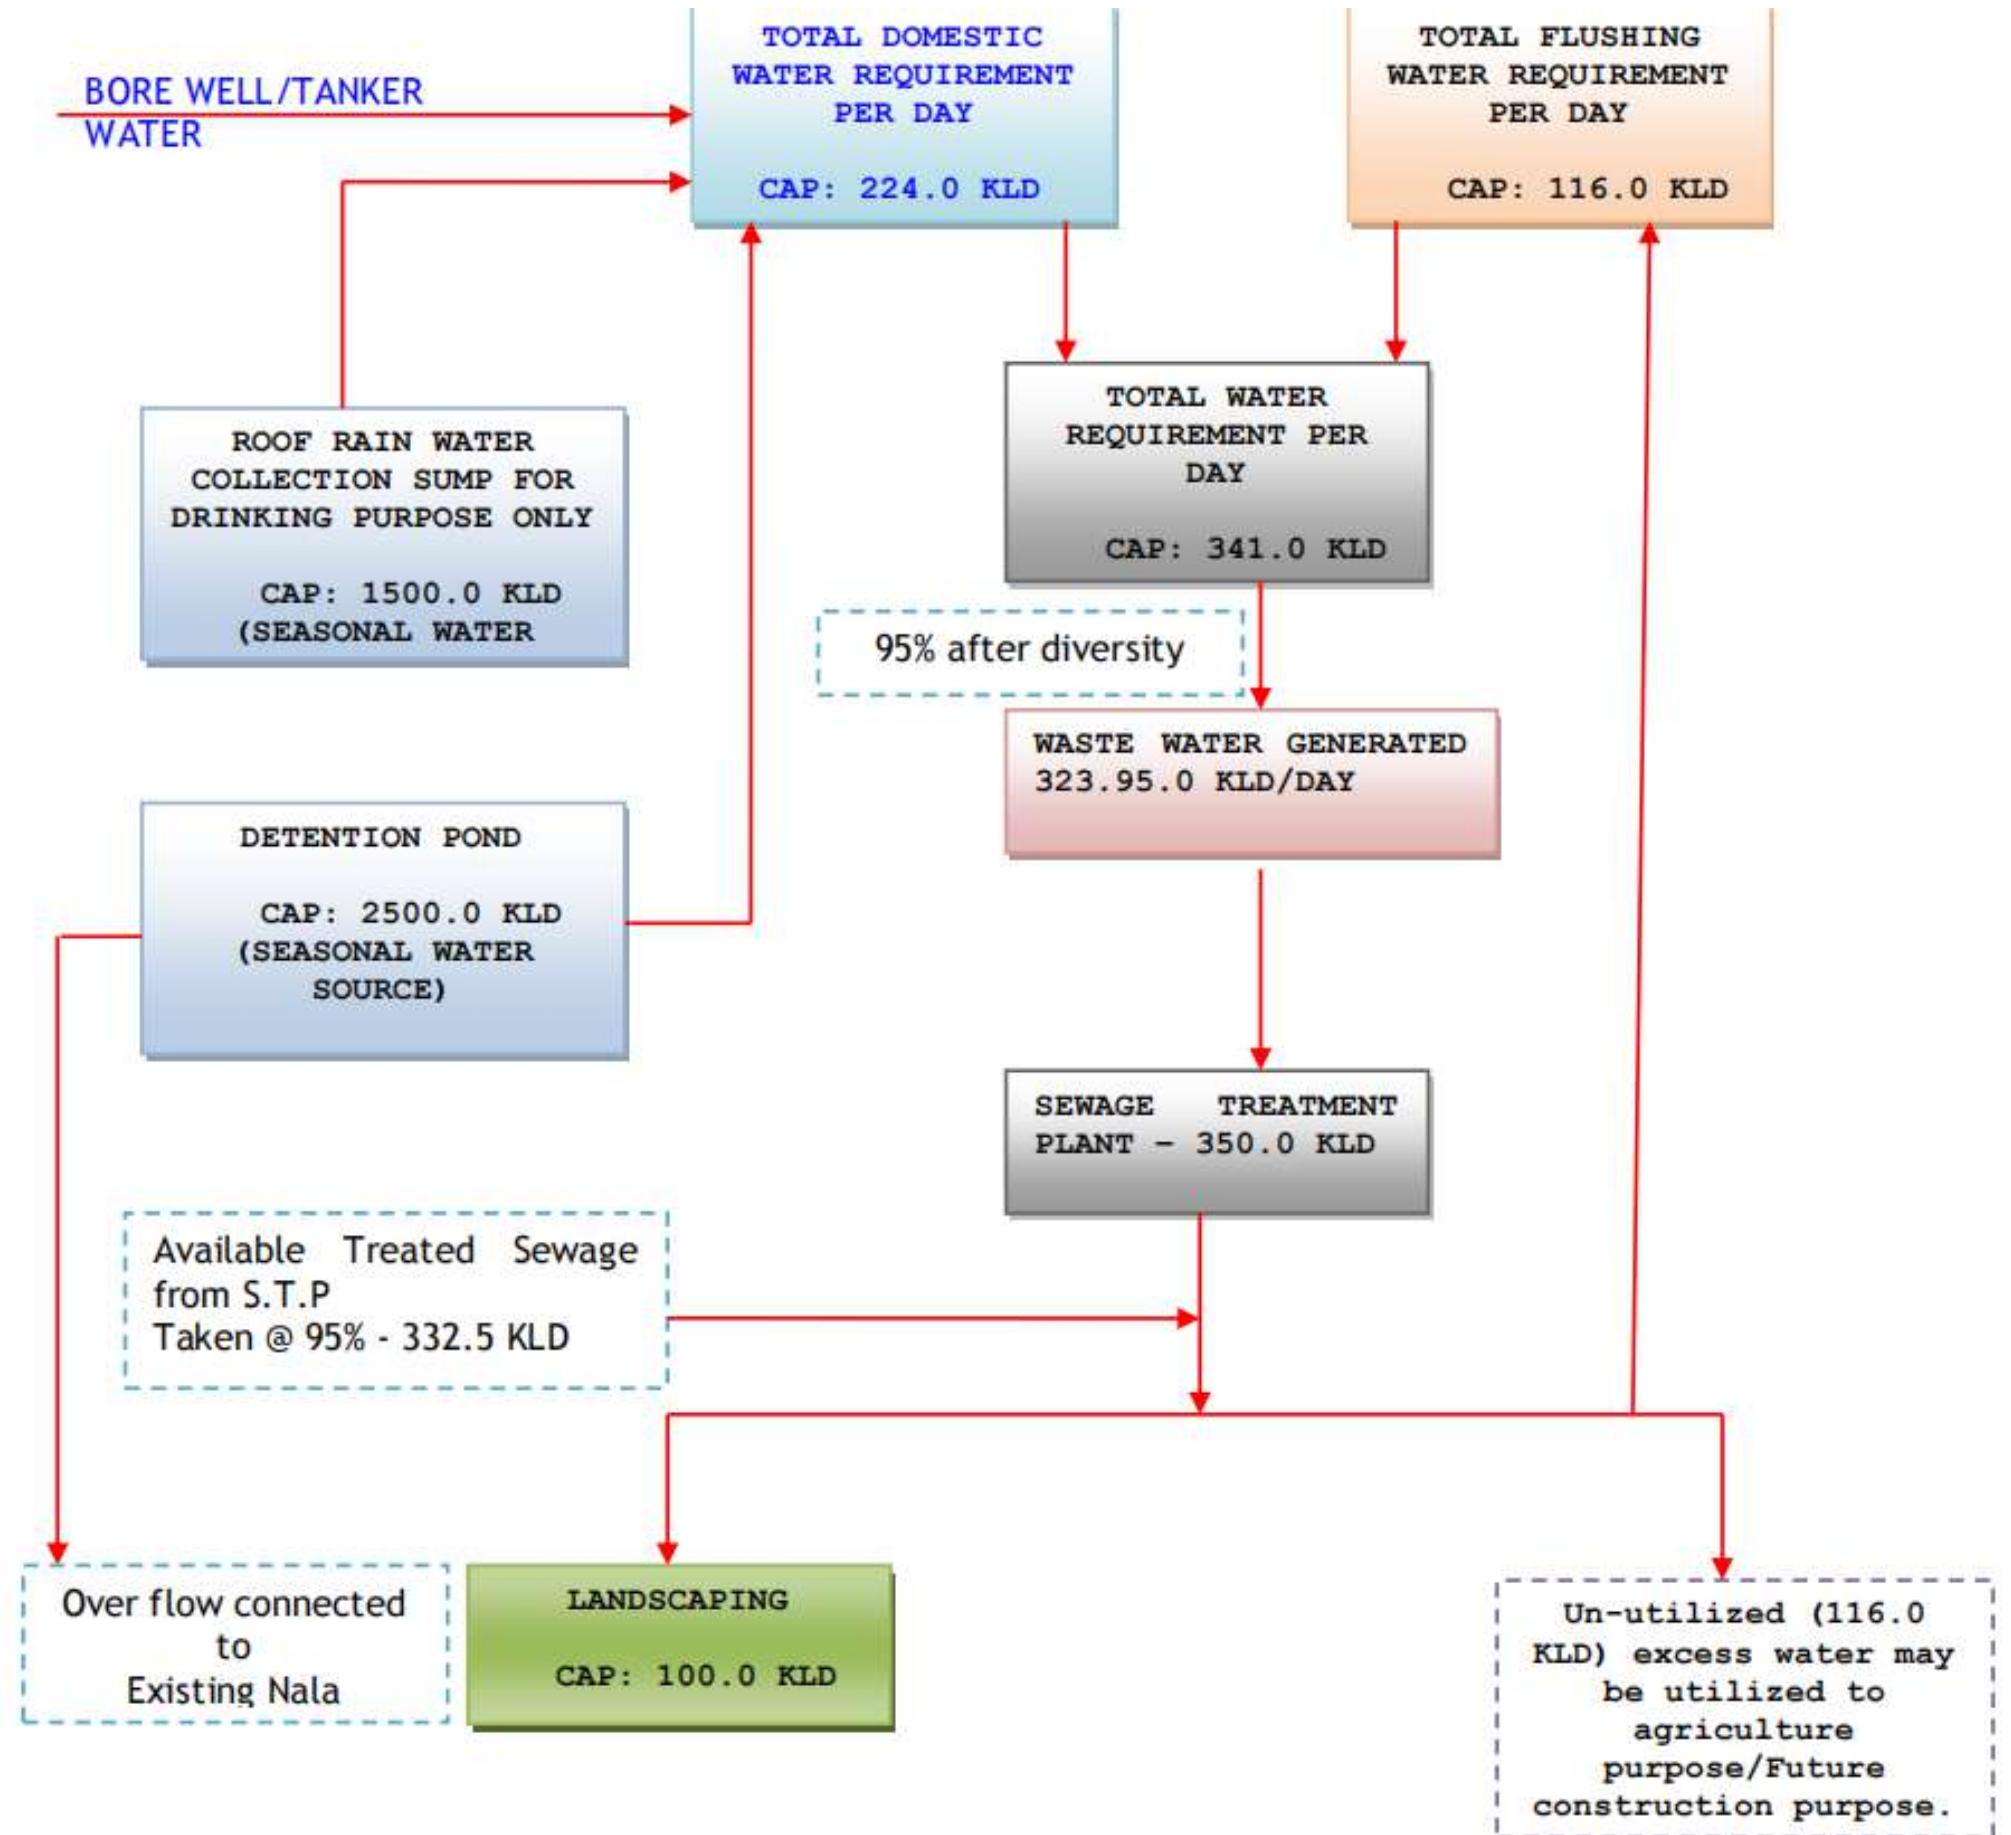 TOTAL DOMESTIC
WATER REQUIREMENT
PER DAY
CAP: 224.0 KLD
TOTAL FLUSHING
WATER REQUIREMENT
PER DAY
CAP: 116.0 KLD
BORE WELL/TANKER
WATER
TOTAL WATER
REQUIREMENT PER
DAY
CAP: 341.0 KLD
ROOF RAIN WATER
COLLECTION SUMP FOR
DRINKING PURPOSE ONLY
CAP: 1500.0 KLD
(SEASONAL WATER
95% after diversity
WASTE WATER GENERATED
323.95.0 KLD/DAY
DETENTION POND
CAP: 2500.0 KLD
(SEASONAL WATER
SOURCE)
SEWAGE TREATMENT
PLANT – 350.0 KLD
Available Treated Sewage
from S.T.P
Taken @ 95% - 332.5 KLD
Over flow connected
to
Existing Nala
LANDSCAPING
CAP: 100.0 KLD
Un-utilized (116.0
KLD) excess water may
be utilized to
agriculture
purpose/Future
construction purpose.